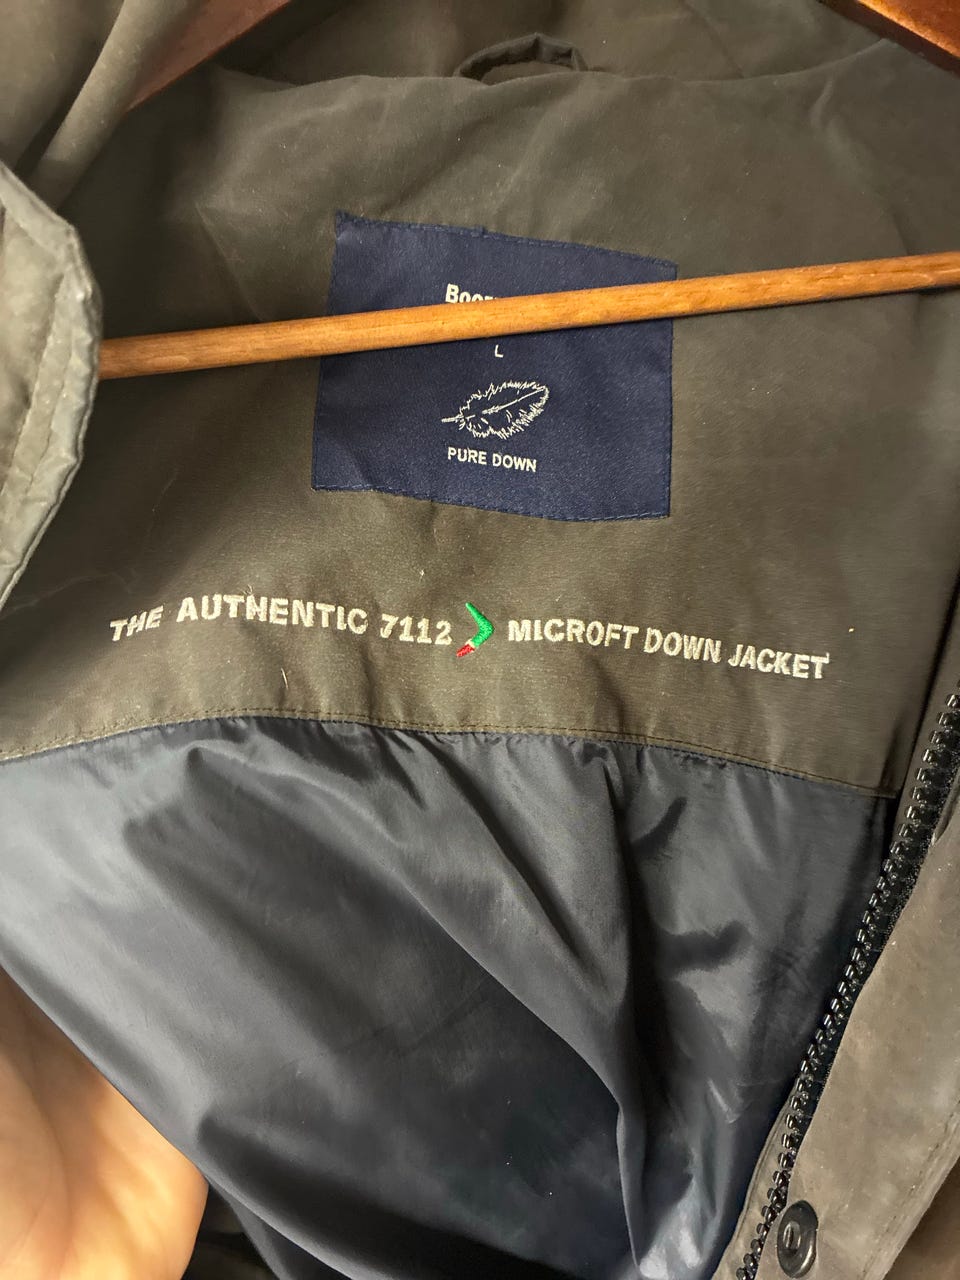 L
PURE DOWN
THE AUTHENTIC 7112 MICROFT DOWN JACKET